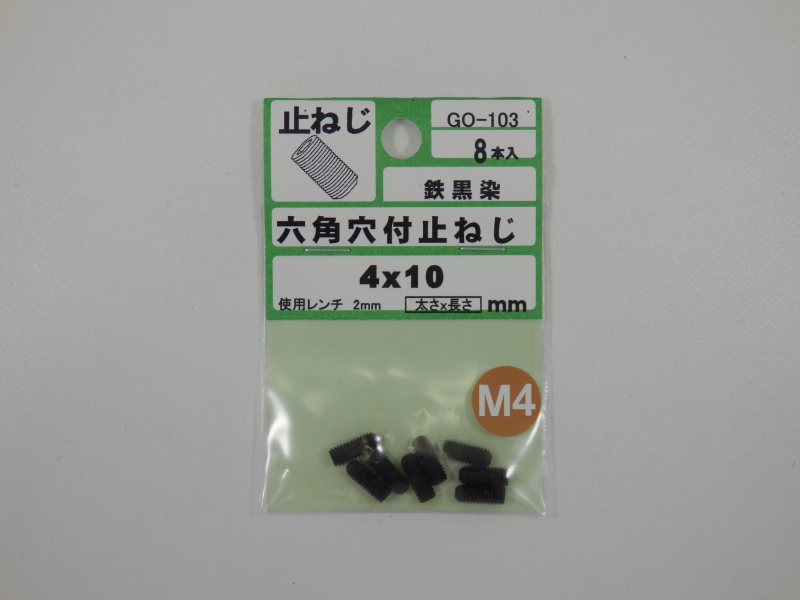 止ねじ
GO-103
8本入
鉄黒染
六角穴付止ねじ
4x10
使用レンチ 2mm 太さx長さ mm
M4